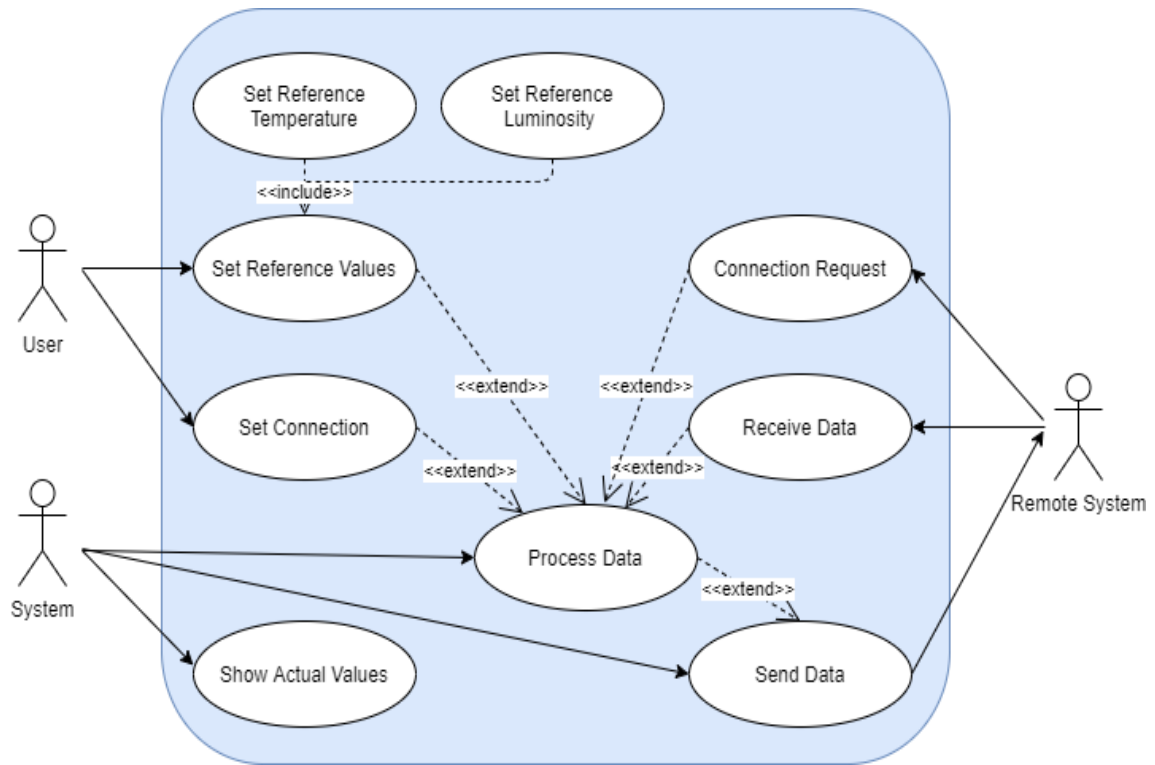 Set Reference
Temperature
Set Reference
Luminosity
<<include>>
Set Reference Values
Connection Request
User
<<extend>>
<<extend>>
Set Connection
Receive Data
<<extend>>
<<extend>>
Remote System
Process Data
System
<<extend>>
Show Actual Values
Send Data